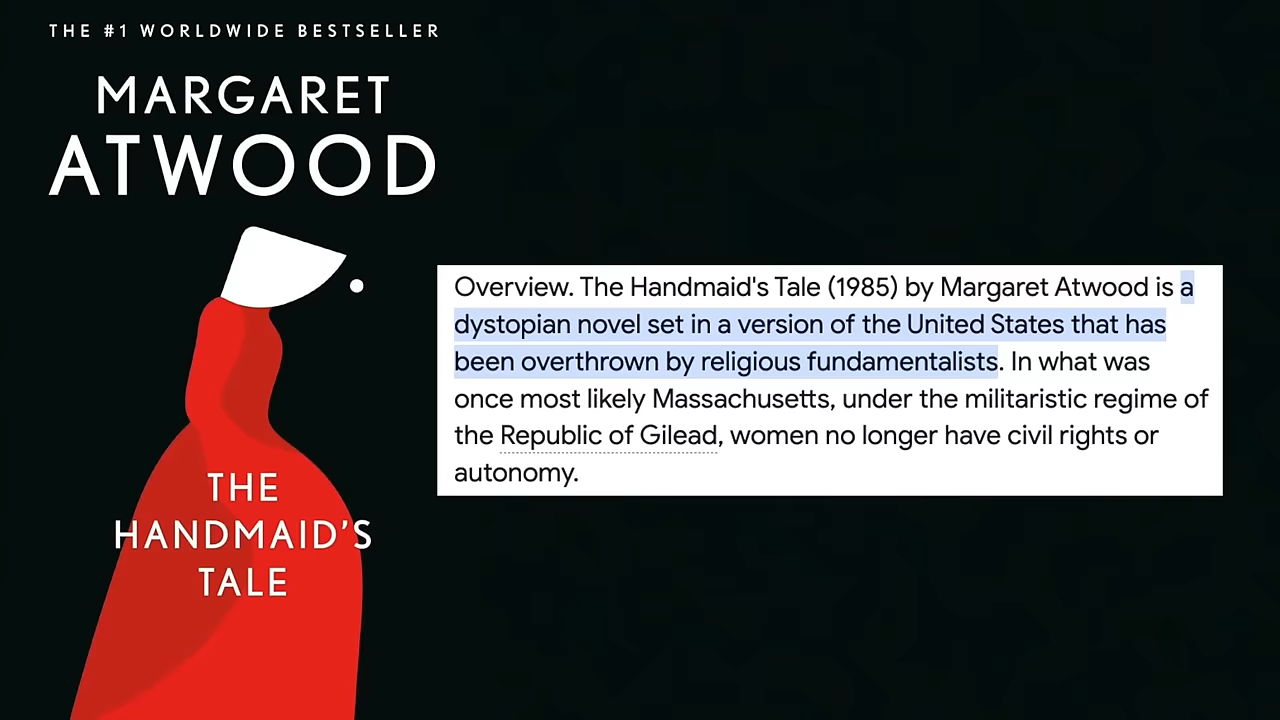 THE #1 WORLDWIDE BESTSELLER
MARGARET
ATWOOD
THE
HANDMAID'S
TALE
Overview. The Handmaid's Tale (1985) by Margaret Atwood is a
dystopian novel set in a version of the United States that has
been overthrown by religious fundamentalists. In what was
once most likely Massachusetts, under the militaristic regime of
the Republic of Gilead, women no longer have civil rights or
autonomy.